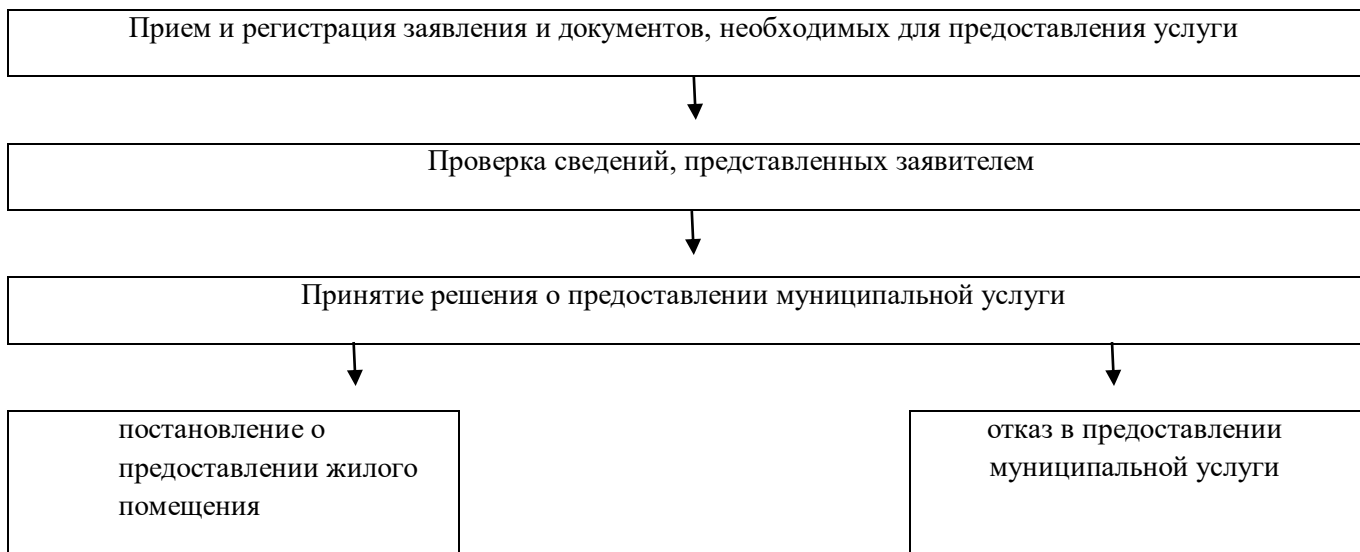 Прием и регистрация заявления и документов, необходимых для предоставления услуги
Проверка сведений, представленных заявителем
Принятие решения о предоставлении муниципальной услуги
постановление о
предоставлении жилого
помещения
отказ в предоставлении
муниципальной услуги